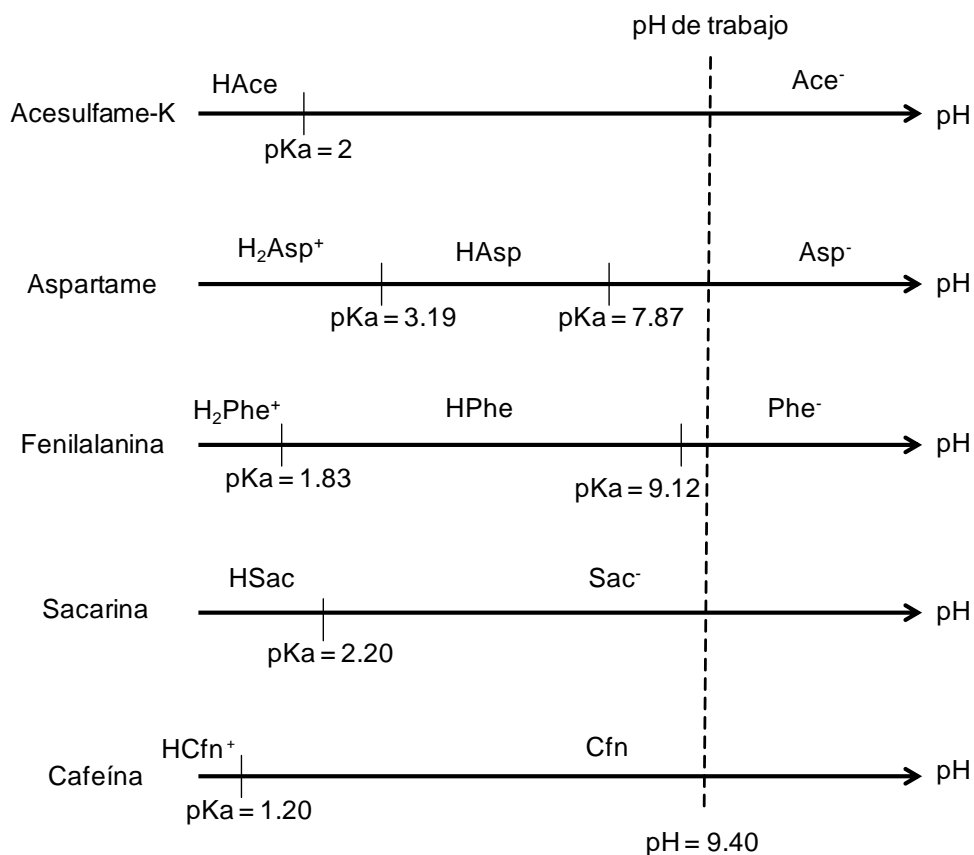 pH de trabajo
HAce
Ace⁻
Acesulfame-K
pH
pKa = 2
H₂Asp⁺
HAsp
Asp⁻
Aspartame
pH
pKa = 3.19
pKa = 7.87
H₂Phe⁺
HPhe
Phe⁻
Fenilalanina
pH
pKa = 1.83
pKa = 9.12
HSac
Sac⁻
Sacarina
pH
pKa = 2.20
HCfn⁺
Cfn
Cafeína
pH
pKa = 1.20
pH = 9.40